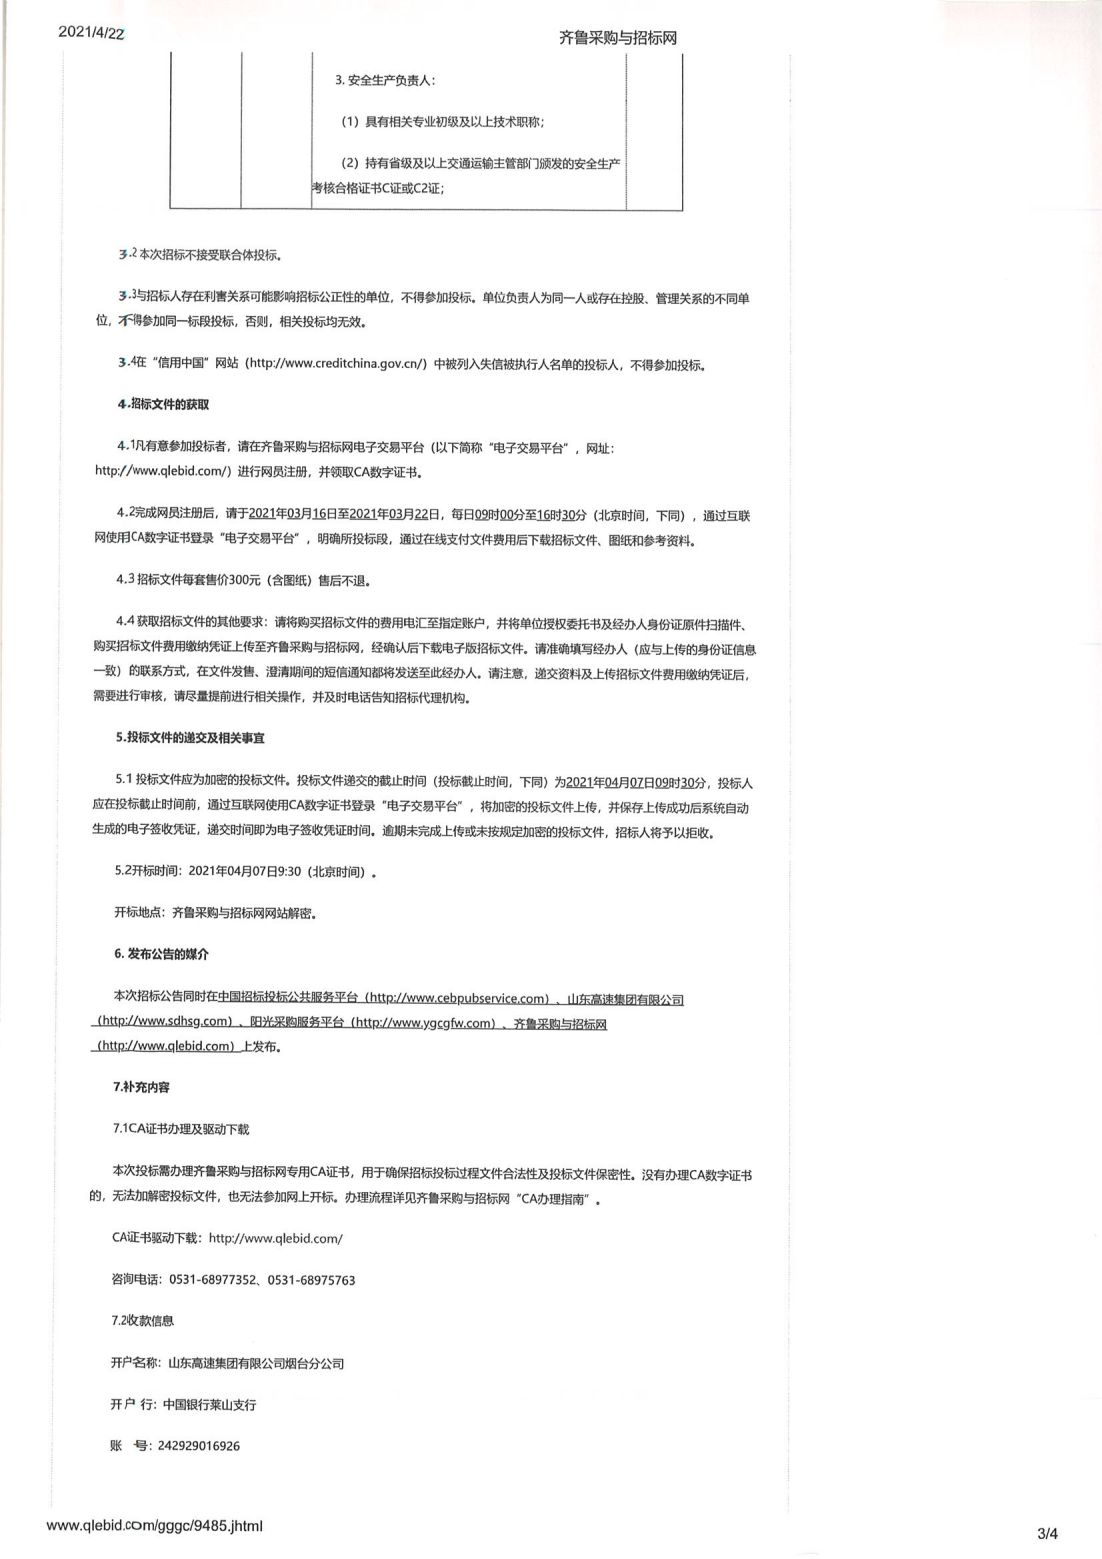 2021/4/22
齐鲁采购与招标网
3. 安全生产负责人：
（1）具有相关专业初级及以上技术职称；
（2）持有省级及以上交通运输主管部门颁发的安全生产
考核合格证书C证或C2证；
3.2 本次招标不接受联合体投标。
3.3与招标人存在利害关系可能影响招标公正性的单位，不得参加投标。单位负责人为同一人或存在控股、管理关系的不同单
位，不得参加同一标段投标，否则，相关投标均无效。
3.4在“信用中国”网站（http://www.creditchina.gov.cn/）中被列入失信被执行人名单的投标人，不得参加投标。
4.招标文件的获取
4.1凡有意参加投标者，请在齐鲁采购与招标网电子交易平台（以下简称“电子交易平台”，网址：
http://www.qlebid.com/）进行网员注册，并领取CA数字证书。
4.2完成网员注册后，请于2021年03月16日至2021年03月22日，每日09时00分至16时30分（北京时间，下同），通过互联
网使用CA数字证书登录“电子交易平台”，明确所投标段，通过在线支付文件费用后下载招标文件、图纸和参考资料。
4.3 招标文件每套售价300元（含图纸）售后不退。
4.4 获取招标文件的其他要求：请将购买招标文件的费用电汇至指定账户，并将单位授权委托书及经办人身份证原件扫描件、
购买招标文件费用缴纳凭证上传至齐鲁采购与招标网，经确认后下载电子版招标文件。请准确填写经办人（应与上传的身份证信息
一致）的联系方式，在文件发售、澄清期间的短信通知都将发送至此经办人。请注意，递交资料及上传招标文件费用缴纳凭证后，
需要进行审核，请尽量提前进行相关操作，并及时电话告知招标代理机构。
5.投标文件的递交及相关事宜
5.1 投标文件应为加密的投标文件。投标文件递交的截止时间（投标截止时间，下同）为2021年04月07日09时30分，投标人
应在投标截止时间前，通过互联网使用CA数字证书登录“电子交易平台”，将加密的投标文件上传，并保存上传成功后系统自动
生成的电子签收凭证，递交时间即为电子签收凭证时间。逾期未完成上传或未按规定加密的投标文件，招标人将予以拒收。
5.2开标时间：2021年04月07日9:30（北京时间）。
开标地点：齐鲁采购与招标网网站解密。
6. 发布公告的媒介
本次招标公告同时在中国招标投标公共服务平台（http://www.cebpubservice.com）、山东高速集团有限公司
（http://www.sdhsg.com）、阳光采购服务平台（http://www.ygcgfw.com）、齐鲁采购与招标网
（http://www.qlebid.com）上发布。
7.补充内容
7.1CA证书办理及驱动下载
本次投标需办理齐鲁采购与招标网专用CA证书，用于确保招标投标过程文件合法性及投标文件保密性。没有办理CA数字证书
的，无法加解密投标文件，也无法参加网上开标。办理流程详见齐鲁采购与招标网“CA办理指南”。
CA证书驱动下载：http://www.qlebid.com/
咨询电话：0531-68977352、0531-68975763
7.2收款信息
开户名称：山东高速集团有限公司烟台分公司
开户 行：中国银行莱山支行
账 号：242929016926
www.qlebid.com/gggc/9485.jhtml
3/4